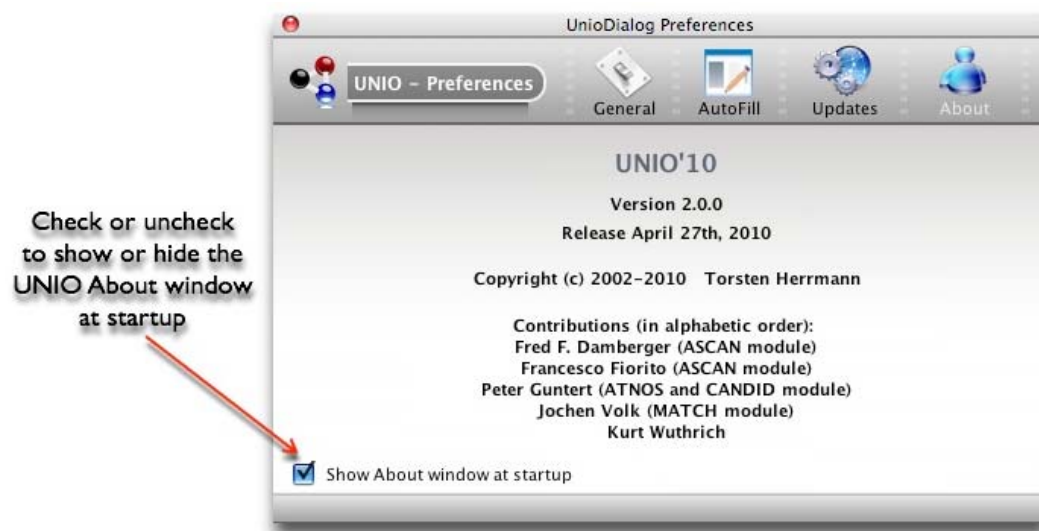 UnioDialog Preferences
UNIO – Preferences
General
AutoFill
Updates
About
UNIO'10
Version 2.0.0
Release April 27th, 2010
Copyright (c) 2002–2010 Torsten Herrmann
Contributions (in alphabetic order):
Fred F. Damberger (ASCAN module)
Francesco Fiorito (ASCAN module)
Peter Guntert (ATNOS and CANDID module)
Jochen Volk (MATCH module)
Kurt Wuthrich
Check or uncheck
to show or hide the
UNIO About window
at startup
Show About window at startup